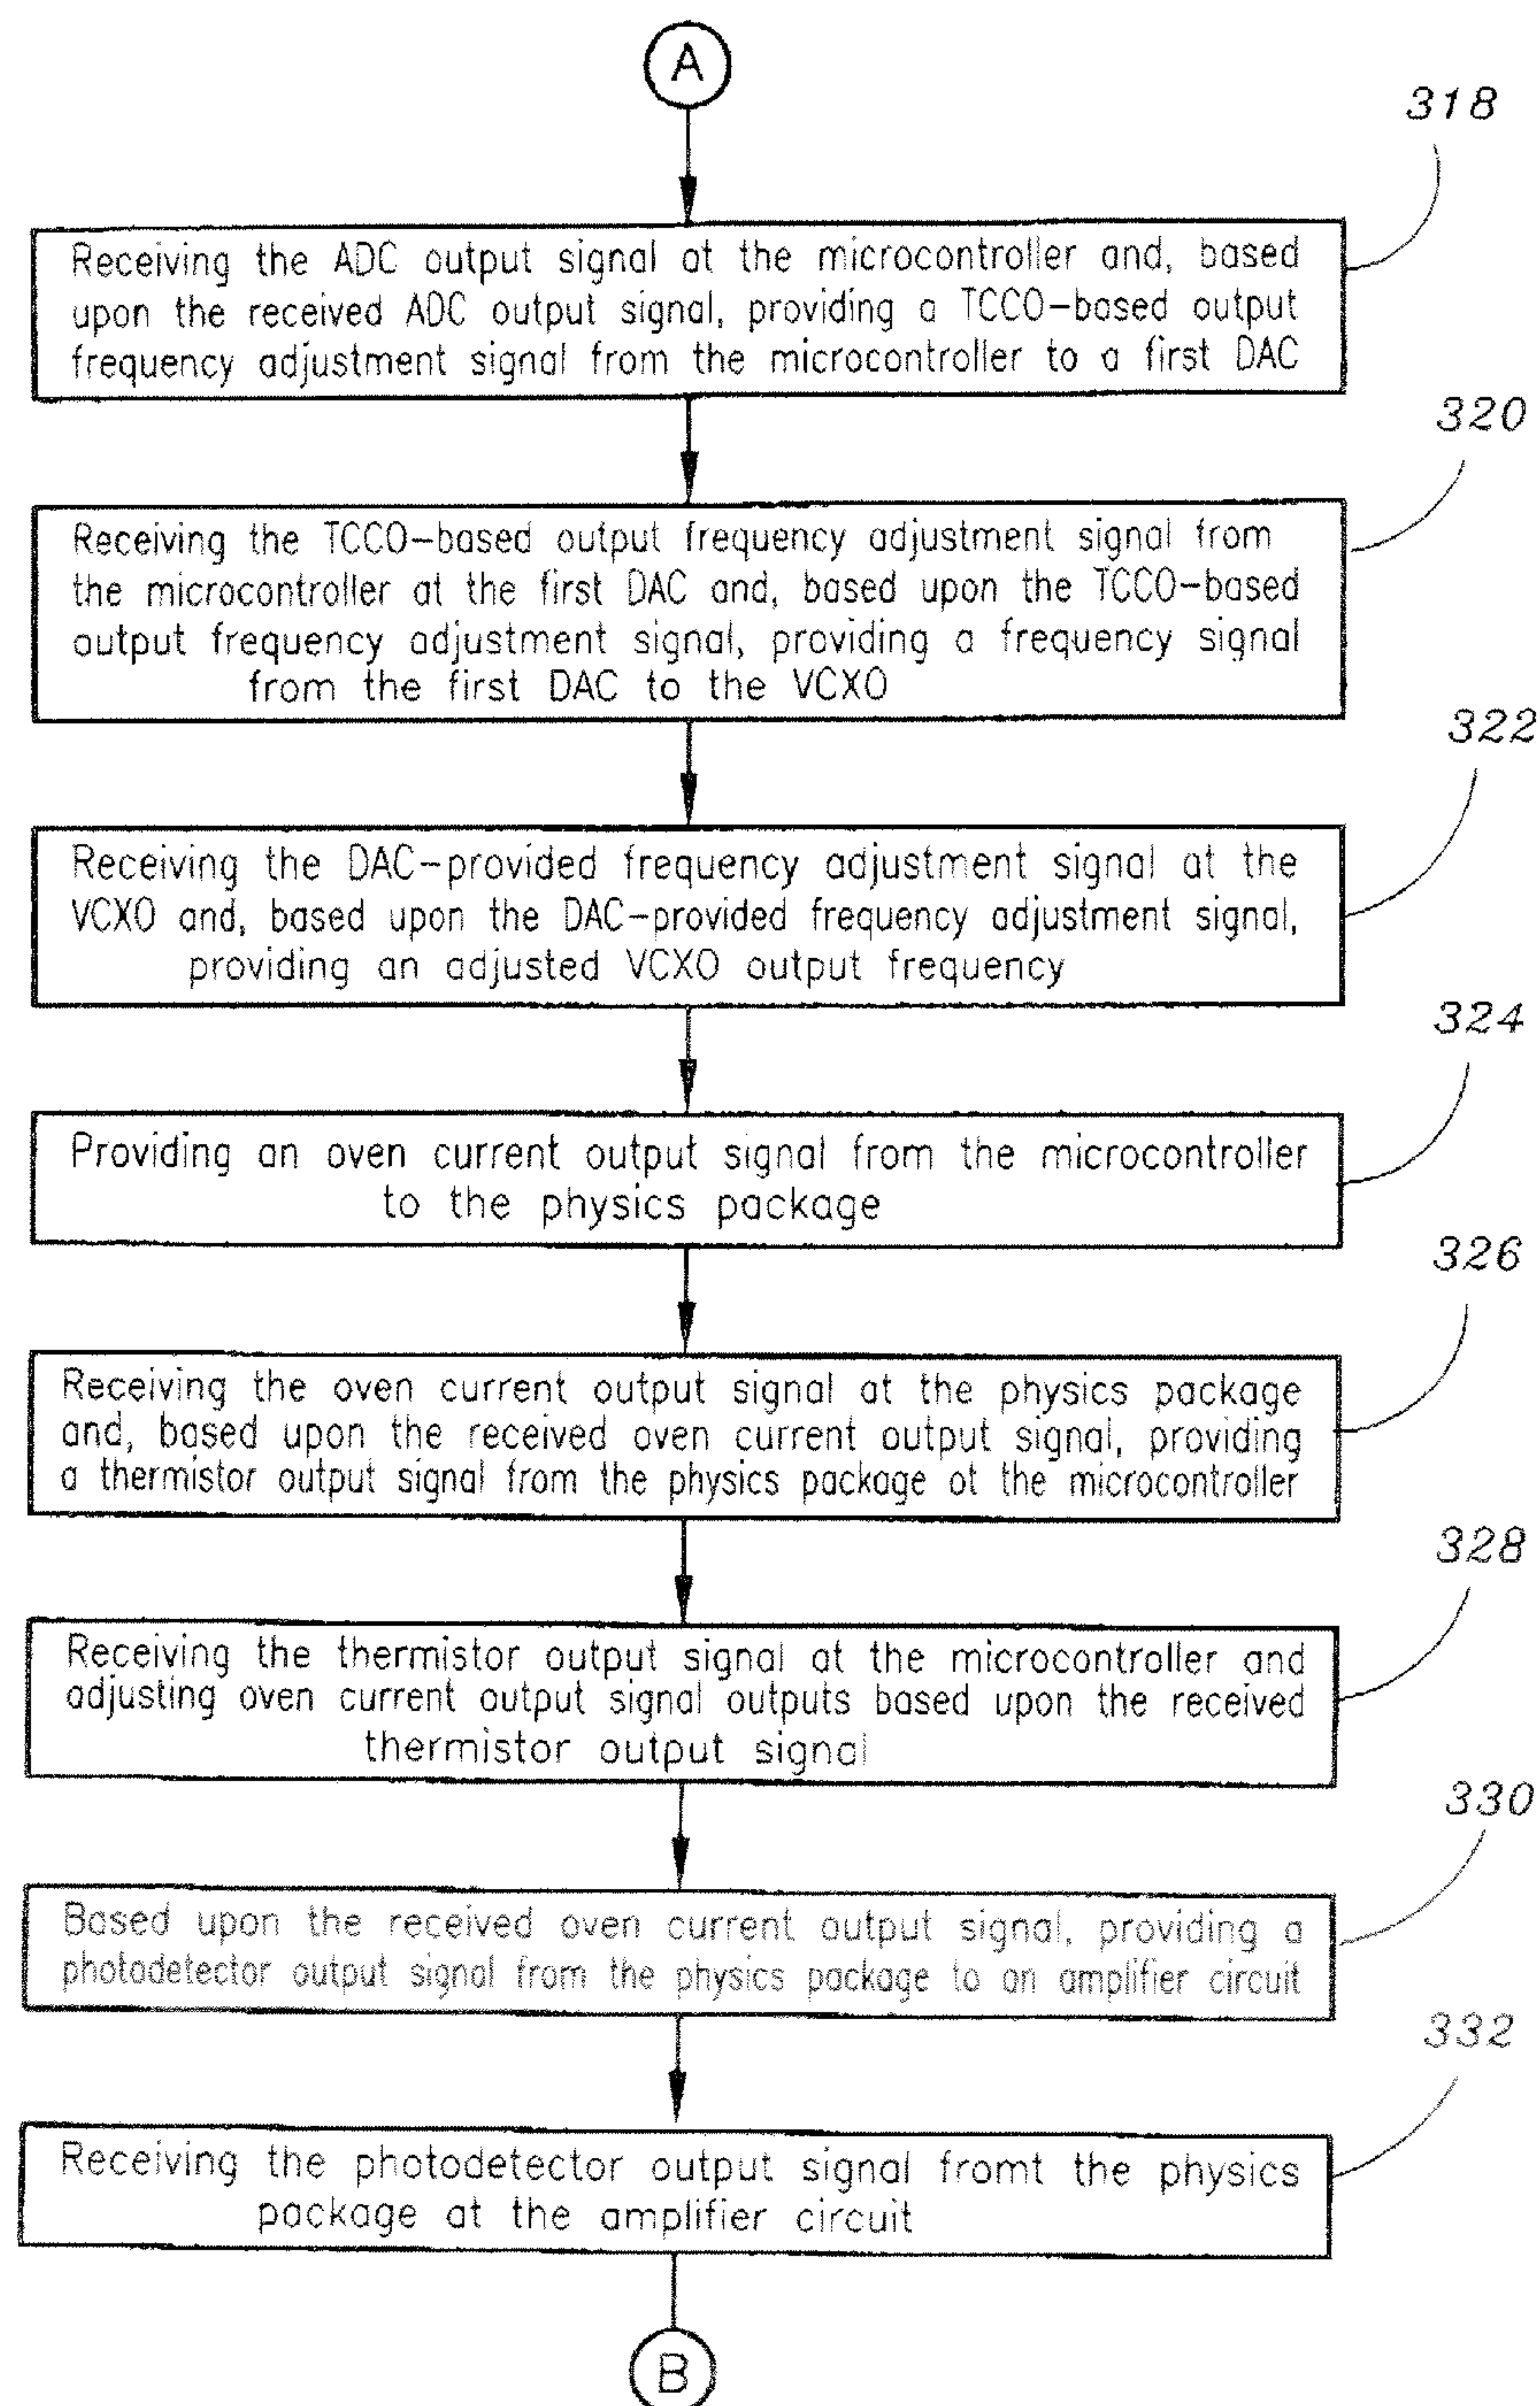 A
318
Receiving the ADC output signal at the microcontroller and, based
upon the received ADC output signal, providing a TCCO-based output
frequency adjustment signal from the microcontroller to a first DAC
320
Receiving the TCCO-based output frequency adjustment signal from
the microcontroller at the first DAC and, based upon the TCCO-based
output frequency adjustment signal, providing a frequency signal
from the first DAC to the VCXO
322
Receiving the DAC-provided frequency adjustment signal at the
VCXO and, based upon the DAC-provided frequency adjustment signal,
providing an adjusted VCXO output frequency
324
Providing an oven current output signal from the microcontroller
to the physics package
326
Receiving the oven current output signal at the physics package
and, based upon the received oven current output signal, providing
a thermistor output signal from the physics package ot the microcontroller
328
Receiving the thermistor output signal at the microcontroller and
adjusting oven current output signal outputs based upon the received
thermistor output signal
330
Based upon the received oven current output signal, providing a
photodetector output signal from the physics package to an amplifier circuit
332
Receiving the photodetector output signal fromt the physics
package at the amplifier circuit
B